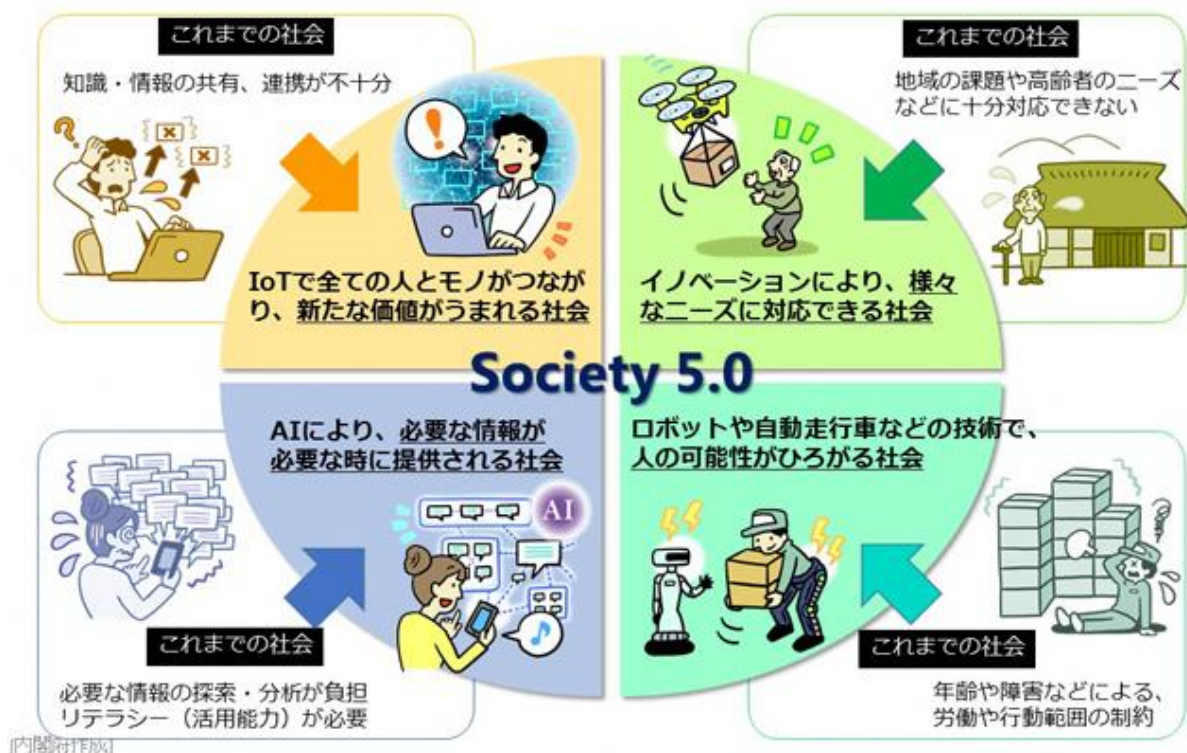 これまでの社会
知識・情報の共有、連携が不十分
IoTで全ての人とモノがつなが
り、新たな価値がうまれる社会
これまでの社会
地域の課題や高齢者のニーズ
などに十分対応できない
イノベーションにより、様々
なニーズに対応できる社会
Society 5.0
AIにより、必要な情報が
必要な時に提供される社会
AI
これまでの社会
必要な情報の探索・分析が負担
リテラシー（活用能力）が必要
ロボットや自動走行車などの技術で、
人の可能性がひろがる社会
これまでの社会
年齢や障害などによる、
労働や行動範囲の制約
[内閣府作成]